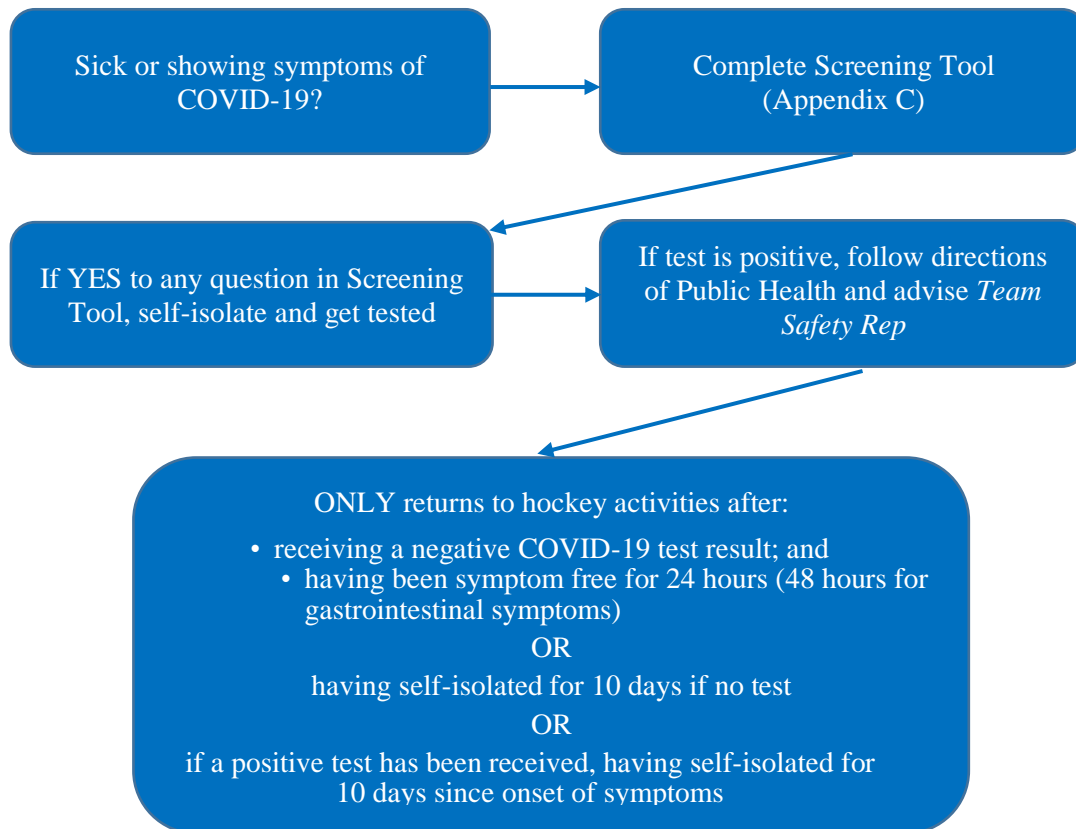 Sick or showing symptoms of
COVID-19?
Complete Screening Tool
(Appendix C)
If YES to any question in Screening
Tool, self-isolate and get tested
If test is positive, follow directions
of Public Health and advise Team
Safety Rep
ONLY returns to hockey activities after:
• receiving a negative COVID-19 test result; and
• having been symptom free for 24 hours (48 hours for
gastrointestinal symptoms)
OR
having self-isolated for 10 days if no test
OR
if a positive test has been received, having self-isolated for
10 days since onset of symptoms